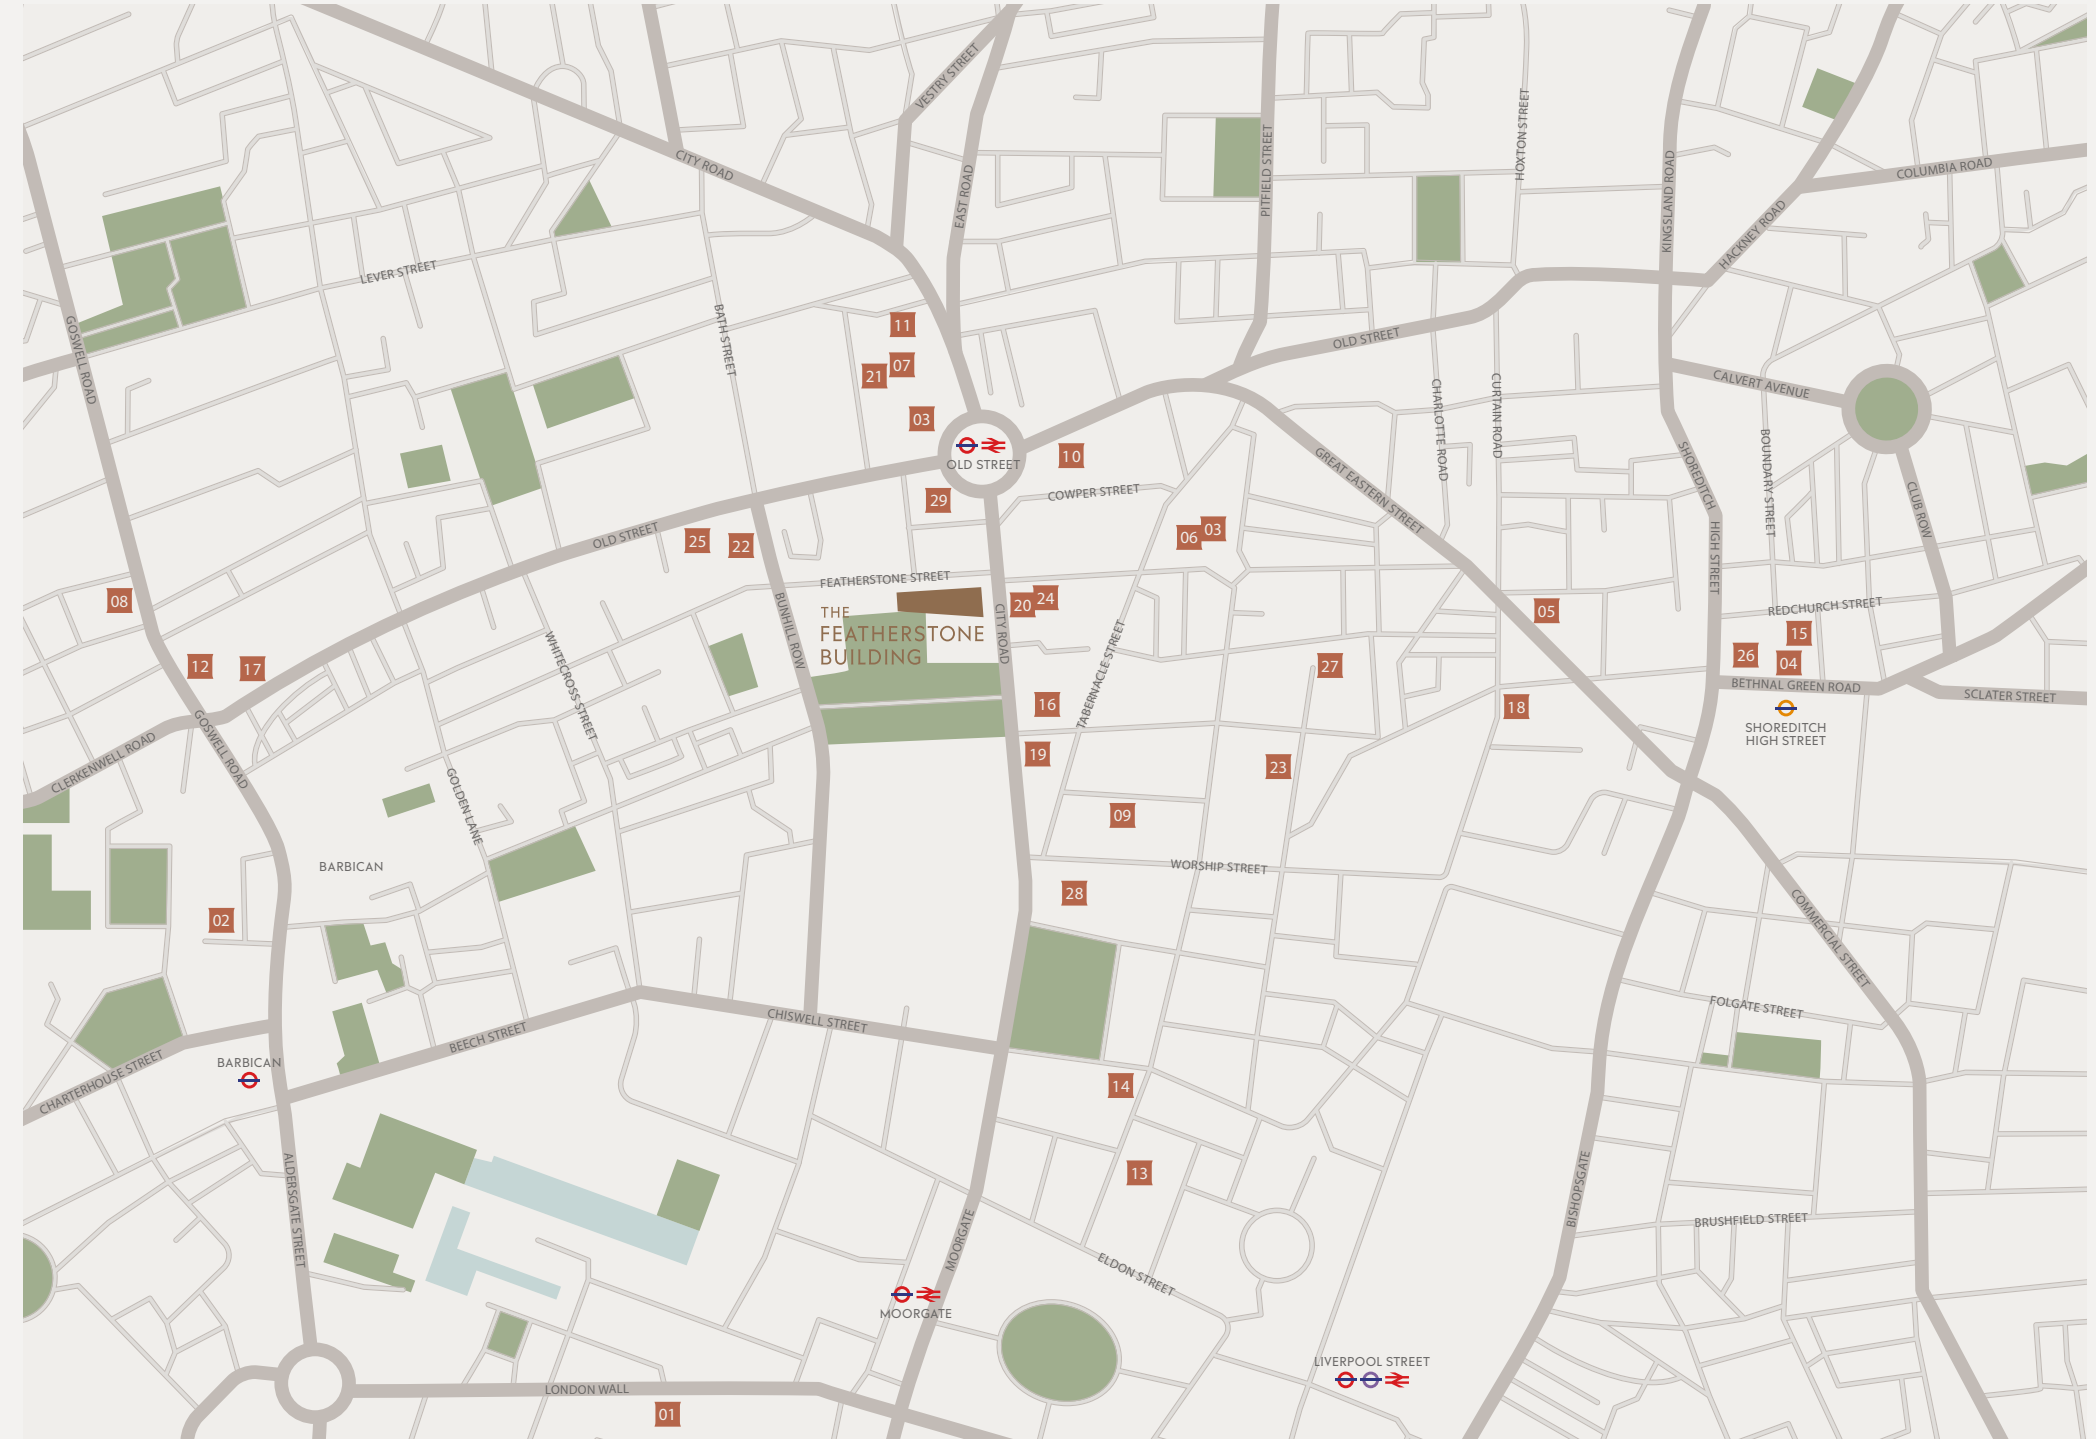 VESTRY STREET
HOXTON STREET
CITY ROAD
EAST ROAD
PITFIELD STREET
KINGSLAND ROAD
COLUMBIA ROAD
HACKNEY ROAD
LEVER STREET
BATH STREET
GOSWELL ROAD
11
07
21
OLD STREET
03
CALVERT AVENUE
CHARLOTTE ROAD
CURTAIN ROAD
BOUNDARY STREET
SHOREDITCH
HIGH STREET
GREAT EASTERN STREET
CLUB ROW
OLD STREET
10
COWPER STREET
29
06
03
OLD STREET
25
22
FEATHERSTONE STREET
THE
FEATHERSTONE
BUILDING
CITY ROAD
20
24
BUNHILL ROW
08
05
REDCHURCH STREET
15
26
04
BETHNAL GREEN ROAD
SCLATER STREET
SHOREDITCH
HIGH STREET
12
17
WHITECROSS STREET
TABERNACLE STREET
27
16
18
19
23
GOSWELL ROAD
CLERKENWELL ROAD
GOLDEN LANE
09
BARBICAN
WORSHIP STREET
28
02
COMMERCIAL STREET
FOLGATE STREET
CHISWELL STREET
BEECH STREET
BARBICAN
CHARTERHOUSE STREET
14
ALDERSGATE STREET
13
BISHOPSGATE
BRUSHFIELD STREET
MOORGATE
ELDON STREET
MOORGATE
LIVERPOOL STREET
LONDON WALL
01